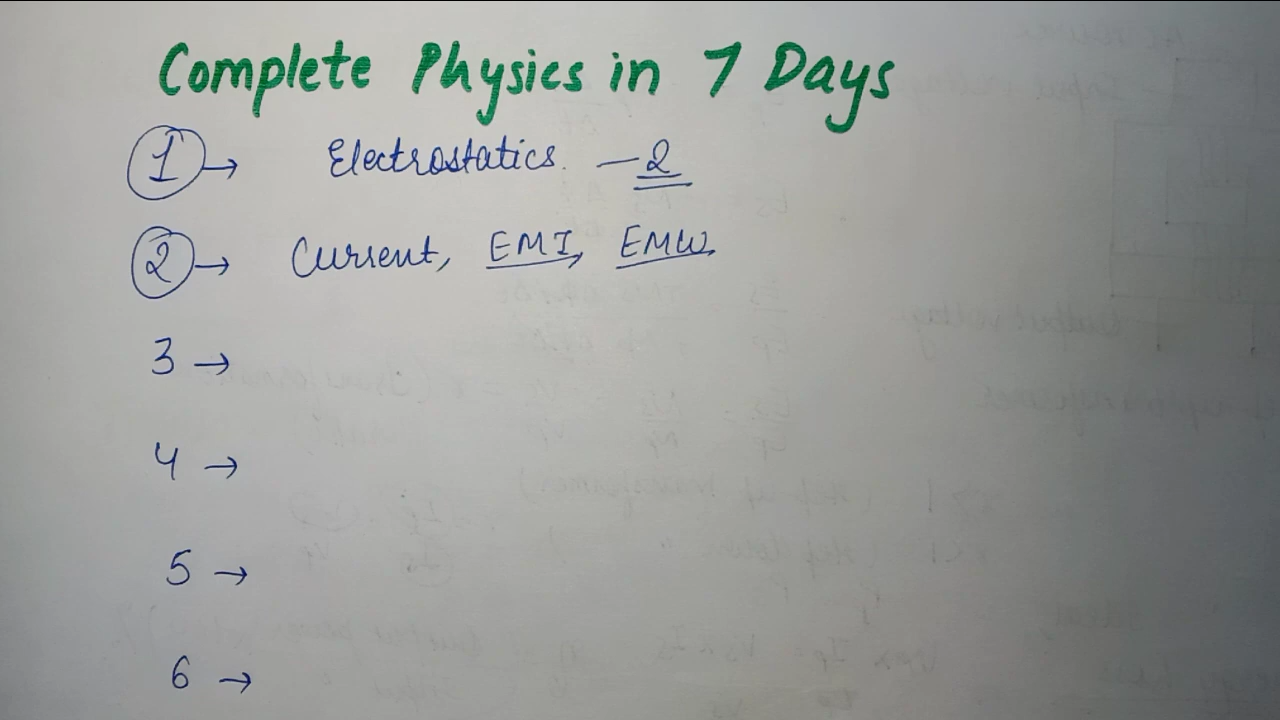 Complete Physics in 7 Days
1 → Electrostatics. — 2
2 → Current, EMI, EMW.
3 →
4 →
5 →
6 →